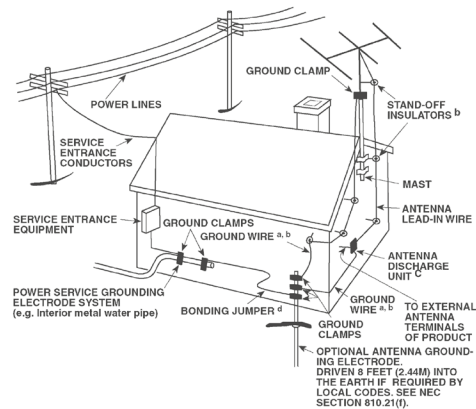 GROUND CLAMP
POWER LINES
STAND-OFF
INSULATORS b
SERVICE
ENTRANCE
CONDUCTORS
MAST
ANTENNA
LEAD-IN WIRE
SERVICE ENTRANCE
EQUIPMENT
GROUND CLAMPS
GROUND WIRE a, b
ANTENNA
DISCHARGE
UNIT C
POWER SERVICE GROUNDING
ELECTRODE SYSTEM
(e.g. Interior metal water pipe)
BONDING JUMPER d
GROUND
WIRE a, b
TO EXTERNAL
ANTENNA
TERMINALS
OF PRODUCT
GROUND
CLAMPS
OPTIONAL ANTENNA GROUND-
ING ELECTRODE.
DRIVEN 8 FEET (2.44M) INTO
THE EARTH IF REQUIRED BY
LOCAL CODES. SEE NEC
SECTION 810.21(f).